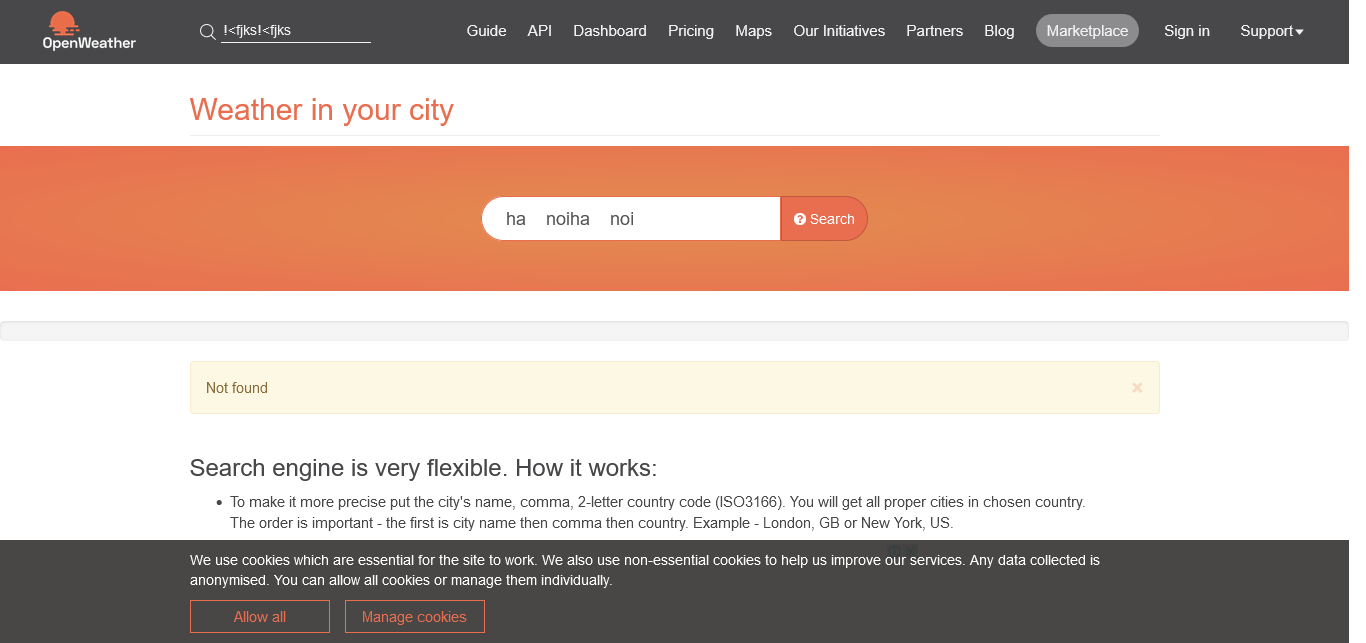 OpenWeather
!<fjks!<fjks
Guide API Dashboard Pricing Maps Our Initiatives Partners Blog Marketplace Sign in Support
Weather in your city
ha    noiha    noi
Search
Not found
×
Search engine is very flexible. How it works:
• To make it more precise put the city's name, comma, 2-letter country code (ISO3166). You will get all proper cities in chosen country.
The order is important - the first is city name then comma then country. Example - London, GB or New York, US.
We use cookies which are essential for the site to work. We also use non-essential cookies to help us improve our services. Any data collected is
anonymised. You can allow all cookies or manage them individually.
Allow all Manage cookies